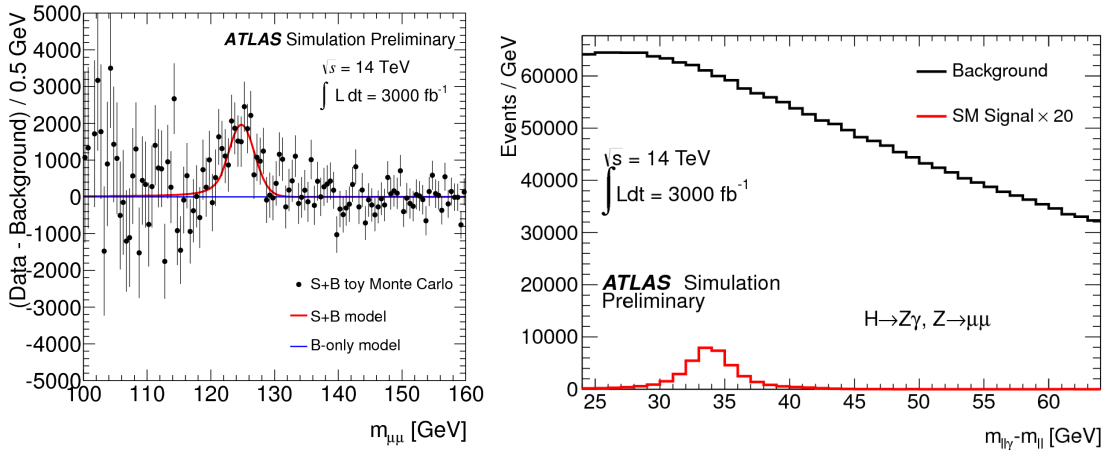 (Data - Background) / 0.5 GeV
5000
4000
3000
2000
1000
0
-1000
-2000
-3000
-4000
-5000
ATLAS Simulation Preliminary
√s = 14 TeV
∫ L dt = 3000 fb⁻¹
S+B toy Monte Carlo
S+B model
B-only model
100 110 120 130 140 150 160
m_μμ [GeV]
Events / GeV
60000
50000
40000
30000
20000
10000
0
Background
SM Signal × 20
√s = 14 TeV
∫ Ldt = 3000 fb⁻¹
ATLAS Simulation
Preliminary
H→Zγ, Z→μμ
25 30 35 40 45 50 55 60
m_llγ-m_ll [GeV]